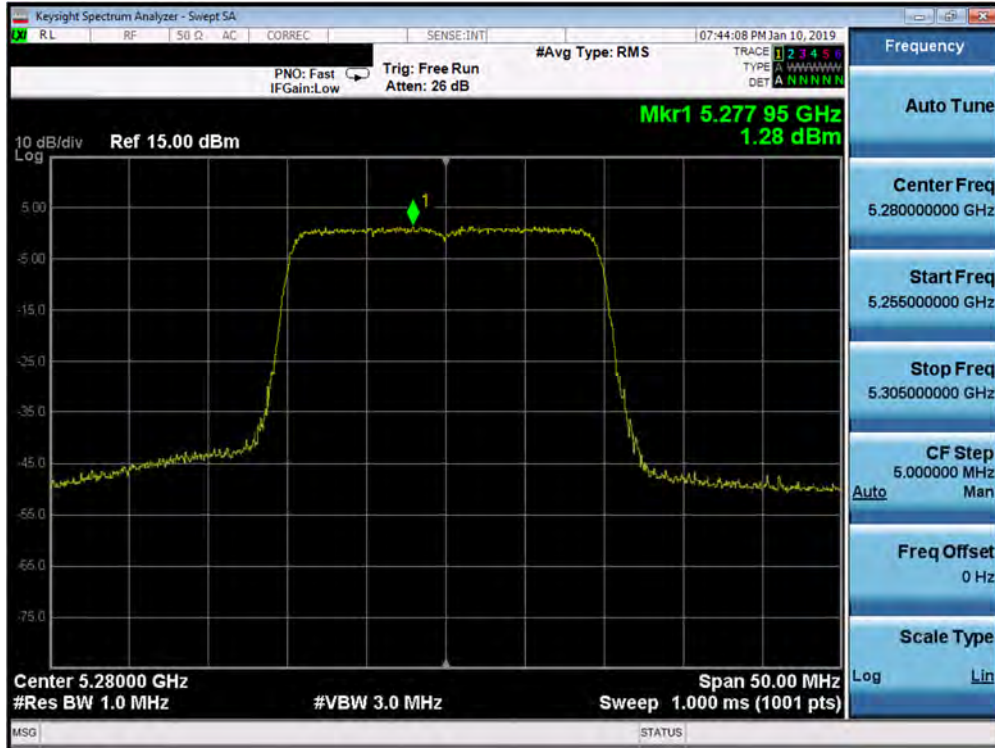 Keysight Spectrum Analyzer - Swept SA
LXI RL RF 50 Ω AC CORREC SENSE:INT 07:44:08 PM Jan 10, 2019
#Avg Type: RMS TRACE 1 2 3 4 5 6
PNO: Fast Trig: Free Run TYPE A WWWWW
IFGain:Low Atten: 26 dB DET A N N N N N
Mkr1 5.277 95 GHz
1.28 dBm
10 dB/div Ref 15.00 dBm
Log
1
5.00
-5.00
-15.0
-25.0
-35.0
-45.0
-55.0
-65.0
-75.0
Center 5.28000 GHz Span 50.00 MHz
#Res BW 1.0 MHz #VBW 3.0 MHz Sweep 1.000 ms (1001 pts)
MSG STATUS
Frequency
Auto Tune
Center Freq
5.280000000 GHz
Start Freq
5.255000000 GHz
Stop Freq
5.305000000 GHz
CF Step
5.000000 MHz
Auto Man
Freq Offset
0 Hz
Scale Type
Log Lin